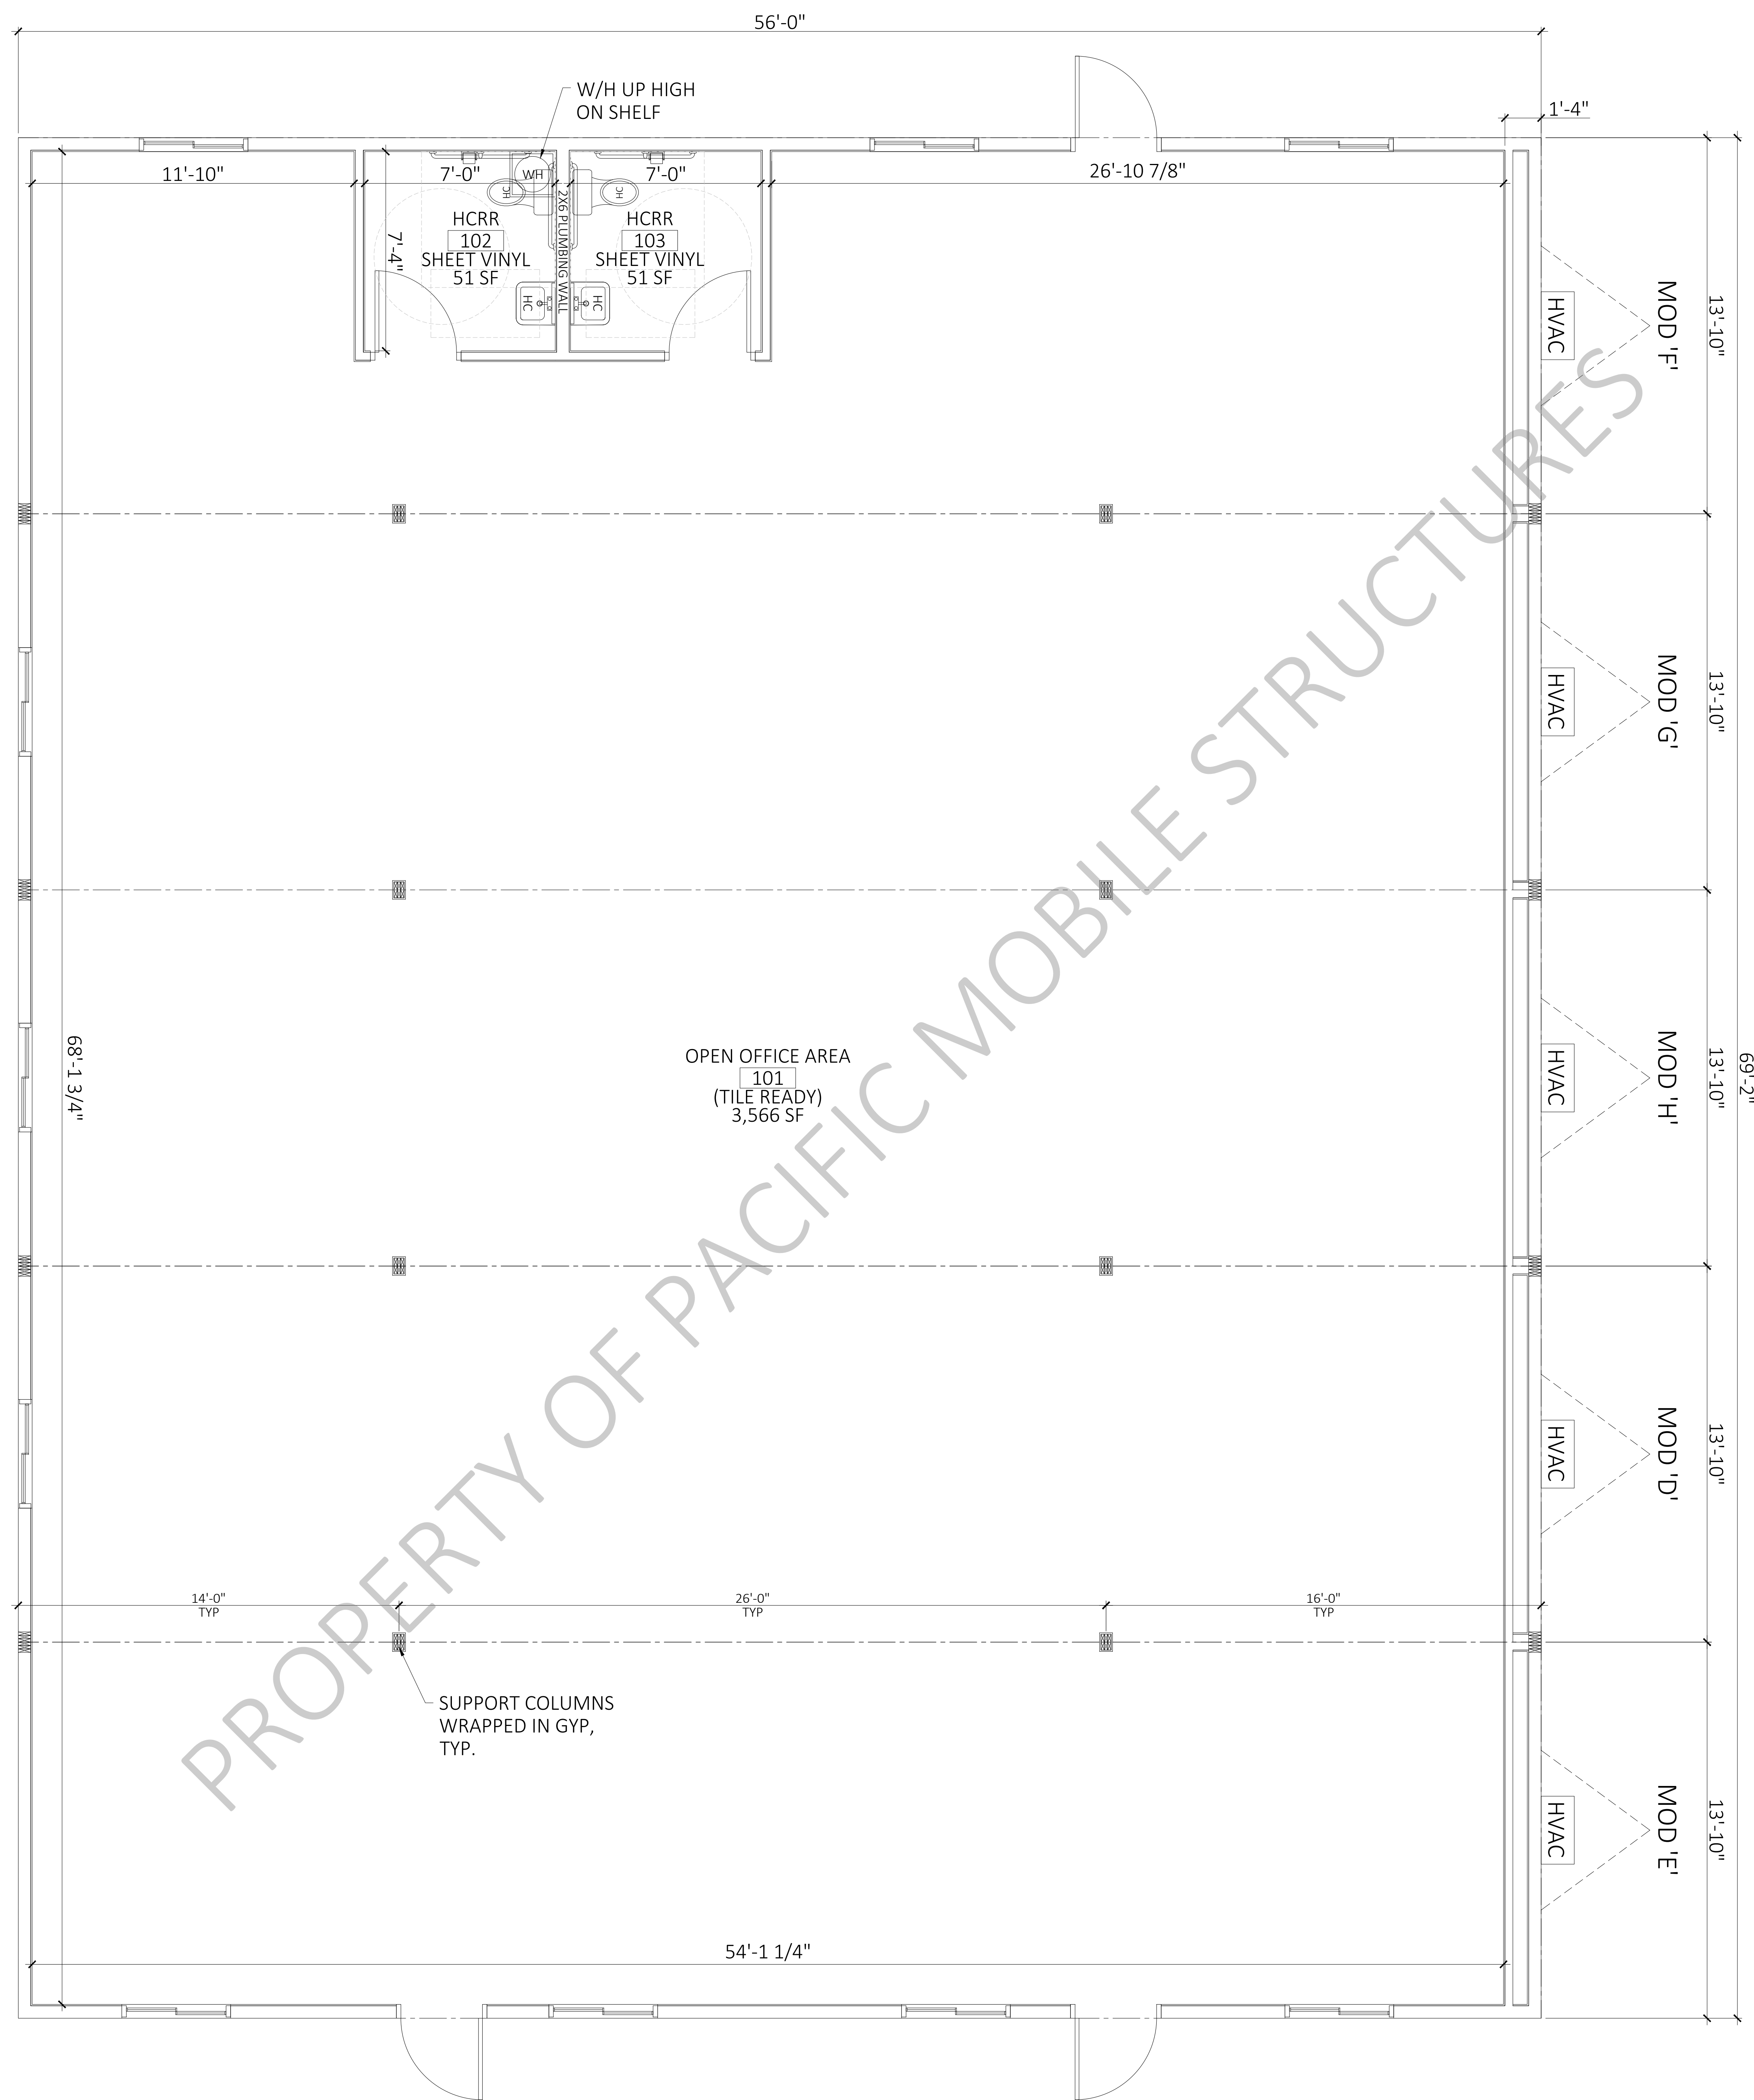 56'-0"
W/H UP HIGH
ON SHELF
1'-4"
11'-10"
7'-0"
WH
7'-0"
26'-10 7/8"
HC
HC
2X6 PLUMBING WALL
7'-4"
HCRR
102
SHEET VINYL
51 SF
HCRR
103
SHEET VINYL
51 SF
HC
HC
HVAC
MOD 'F'
13'-10"
HVAC
MOD 'G'
13'-10"
68'-1 3/4"
OPEN OFFICE AREA
101
(TILE READY)
3,566 SF
HVAC
MOD 'H'
13'-10"
69'-2"
HVAC
MOD 'D'
13'-10"
14'-0"
TYP
26'-0"
TYP
16'-0"
TYP
SUPPORT COLUMNS
WRAPPED IN GYP,
TYP.
HVAC
MOD 'E'
13'-10"
54'-1 1/4"
PROPERTY OF PACIFIC MOBILE STRUCTURES